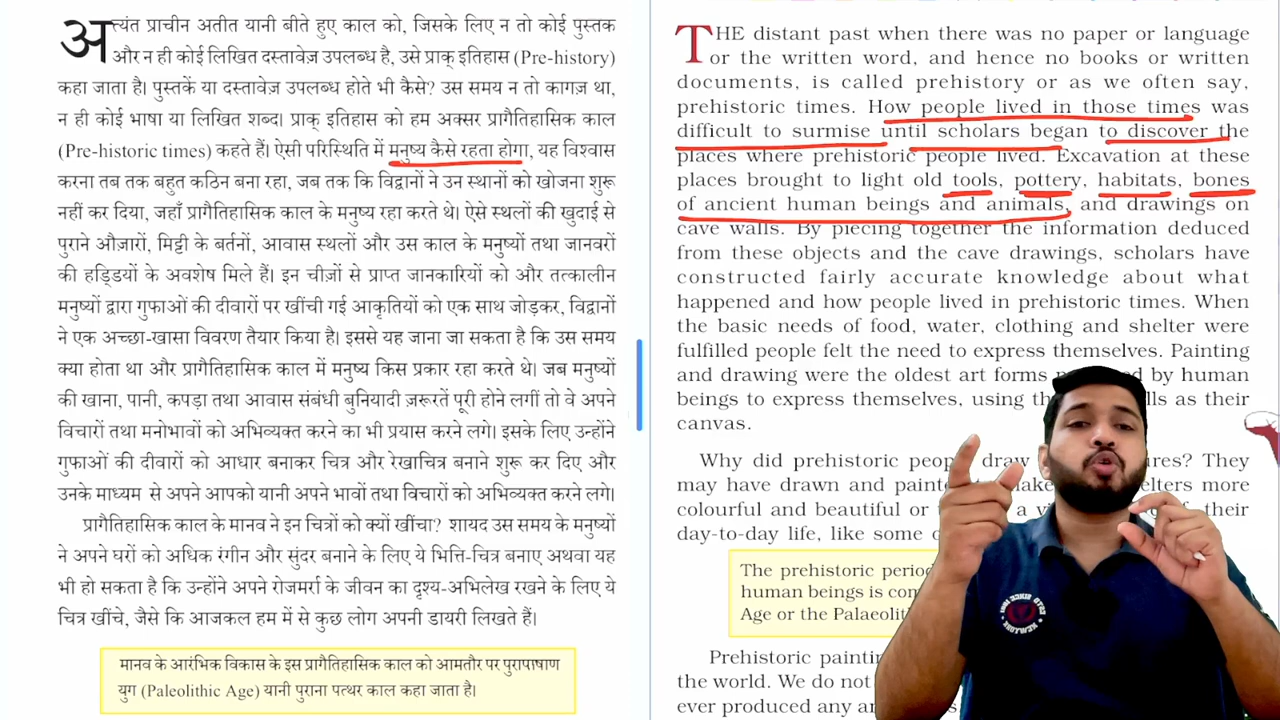 अत्यंत प्राचीन अतीत यानी बीते हुए काल को, जिसके लिए न तो कोई पुस्तक
और न ही कोई लिखित दस्तावेज़ उपलब्ध है, उसे प्राक् इतिहास (Pre-history)
कहा जाता है। पुस्तकें या दस्तावेज़ उपलब्ध होते भी कैसे? उस समय न तो कागज़ था,
न ही कोई भाषा या लिखित शब्द। प्राक् इतिहास को हम अक्सर प्रागैतिहासिक काल
(Pre-historic times) कहते हैं। ऐसी परिस्थिति में मनुष्य कैसे रहता होगा, यह विश्वास
करना तब तक बहुत कठिन बना रहा, जब तक कि विद्वानों ने उन स्थानों को खोजना शुरू
नहीं कर दिया, जहाँ प्रागैतिहासिक काल के मनुष्य रहा करते थे। ऐसे स्थलों की खुदाई से
पुराने औज़ारों, मिट्टी के बर्तनों, आवास स्थलों और उस काल के मनुष्यों तथा जानवरों
की हड्डियों के अवशेष मिले हैं। इन चीज़ों से प्राप्त जानकारियों को और तत्कालीन
मनुष्यों द्वारा गुफाओं की दीवारों पर खींची गई आकृतियों को एक साथ जोड़कर, विद्वानों
ने एक अच्छा-खासा विवरण तैयार किया है। इससे यह जाना जा सकता है कि उस समय
क्या होता था और प्रागैतिहासिक काल में मनुष्य किस प्रकार रहा करते थे। जब मनुष्यों
की खाना, पानी, कपड़ा तथा आवास संबंधी बुनियादी ज़रूरतें पूरी होने लगीं तो वे अपने
विचारों तथा मनोभावों को अभिव्यक्त करने का भी प्रयास करने लगे। इसके लिए उन्होंने
गुफाओं की दीवारों को आधार बनाकर चित्र और रेखाचित्र बनाने शुरू कर दिए और
उनके माध्यम से अपने आपको यानी अपने भावों तथा विचारों को अभिव्यक्त करने लगे।
प्रागैतिहासिक काल के मानव ने इन चित्रों को क्यों खींचा? शायद उस समय के मनुष्यों
ने अपने घरों को अधिक रंगीन और सुंदर बनाने के लिए ये भित्ति-चित्र बनाए अथवा यह
भी हो सकता है कि उन्होंने अपने रोजमर्रा के जीवन का दृश्य-अभिलेख रखने के लिए ये
चित्र खींचे, जैसे कि आजकल हम में से कुछ लोग अपनी डायरी लिखते हैं।
मानव के आरंभिक विकास के इस प्रागैतिहासिक काल को आमतौर पर पुरापाषाण
युग (Paleolithic Age) यानी पुराना पत्थर काल कहा जाता है।
THE distant past when there was no paper or language
or the written word, and hence no books or written
documents, is called prehistory or as we often say,
prehistoric times. How people lived in those times was
difficult to surmise until scholars began to discover the
places where prehistoric people lived. Excavation at these
places brought to light old tools, pottery, habitats, bones
of ancient human beings and animals, and drawings on
cave walls. By piecing together the information deduced
from these objects and the cave drawings, scholars have
constructed fairly accurate knowledge about what
happened and how people lived in prehistoric times. When
the basic needs of food, water, clothing and shelter were
fulfilled people felt the need to express themselves. Painting
and drawing were the oldest art forms by human
beings to express themselves, using as their
canvas.
Why did prehistoric draw They
may have drawn and more
colourful and beautiful or a their
day-to-day life, like some
The prehistoric
human beings is
Age or the
Prehistoric
the world. We do not
ever produced any